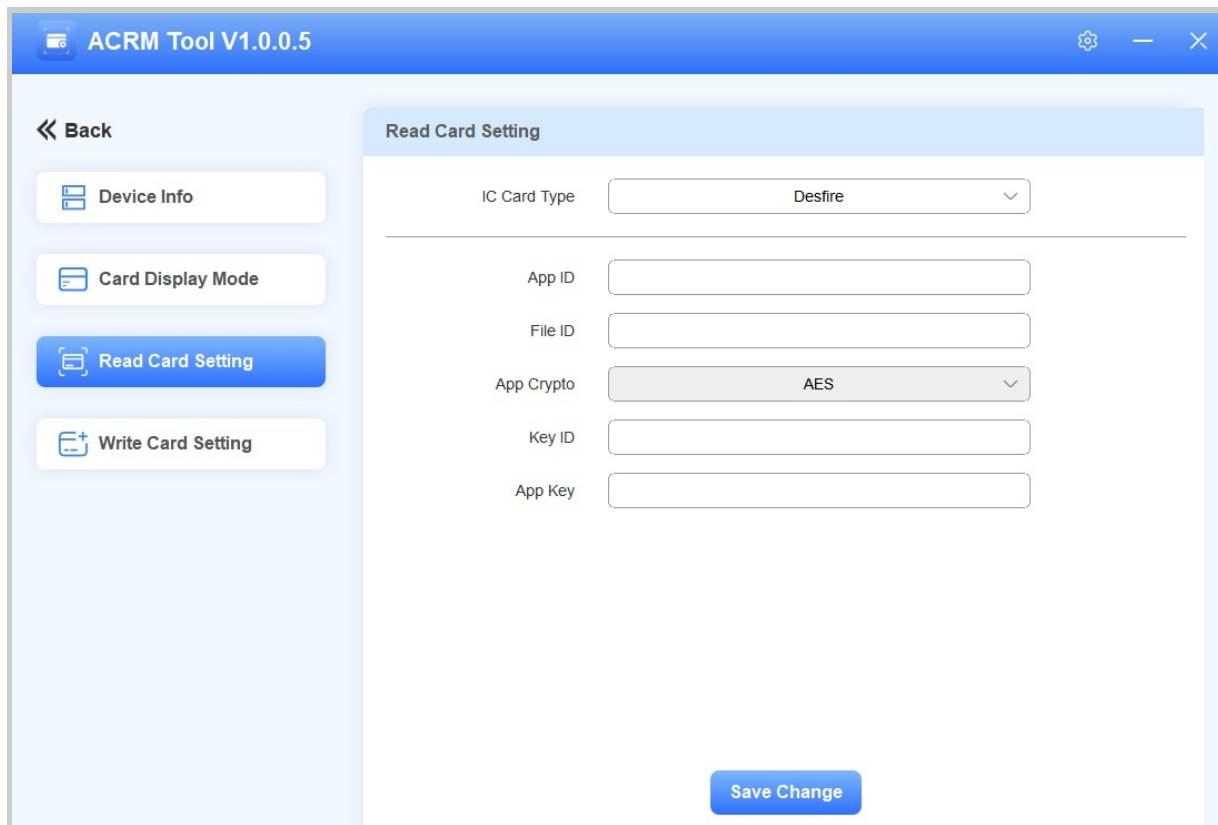 ACRM Tool V1.0.0.5
Back
Device Info
Card Display Mode
Read Card Setting
Write Card Setting
Read Card Setting
IC Card Type Desfire
App ID
File ID
App Crypto AES
Key ID
App Key
Save Change